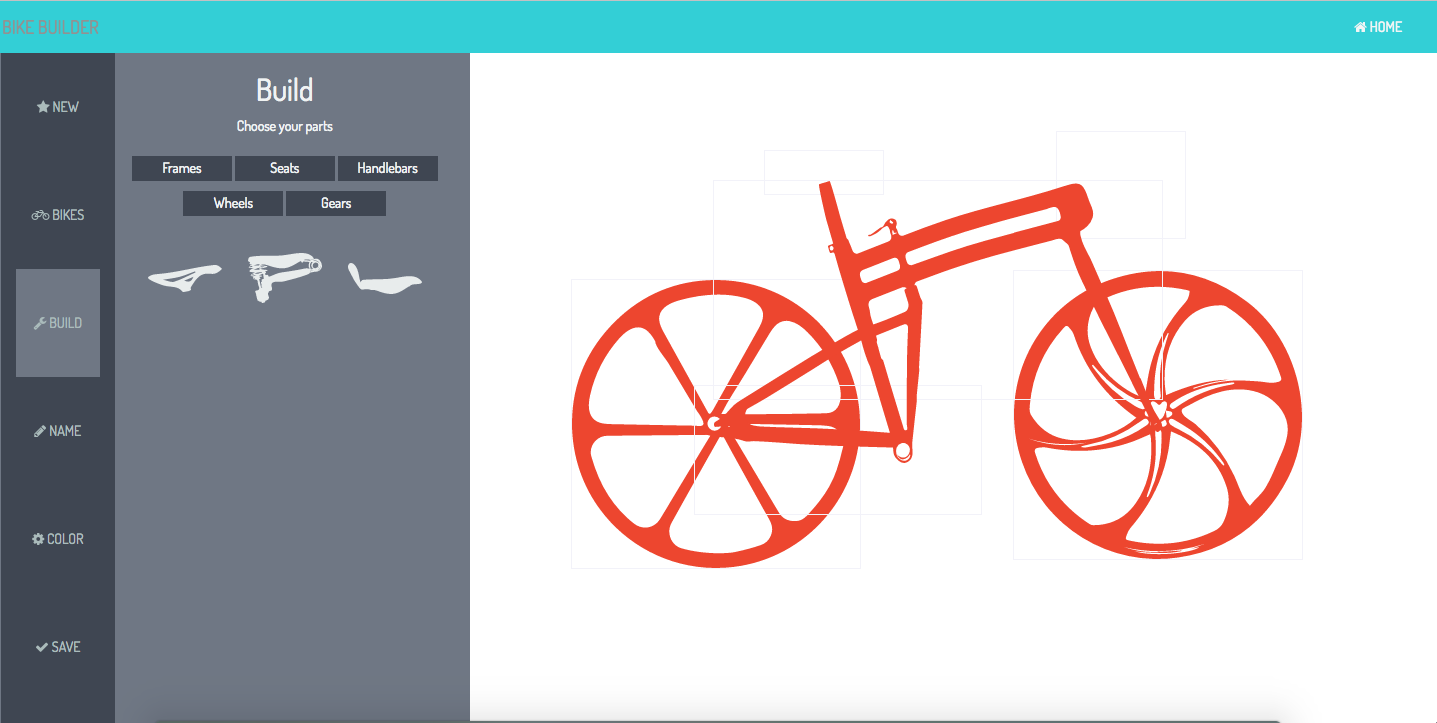 BIKE BUILDER
HOME
NEW
BIKES
BUILD
NAME
COLOR
SAVE
Build
Choose your parts
Frames Seats Handlebars
Wheels Gears